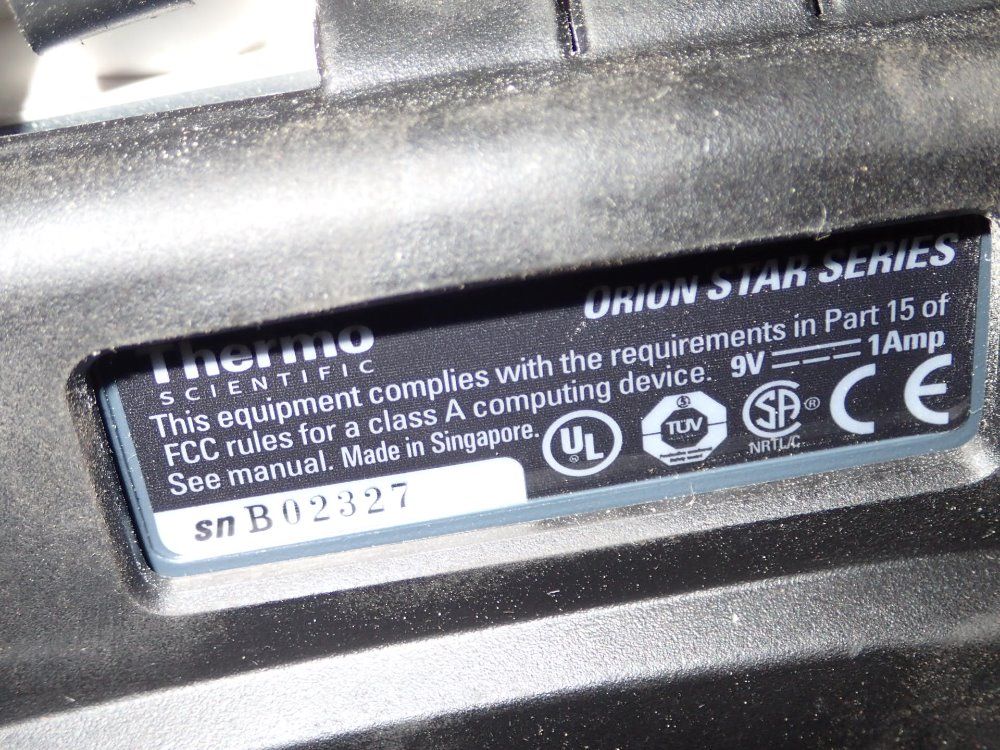 Thermo
SCIENTIFIC
ORION STAR SERIES
This equipment complies with the requirements in Part 15 of
FCC rules for a class A computing device. 9V 1Amp
See manual. Made in Singapore.
UL ®
TUV
SA ®
NRTL/C
CE
sn B02327